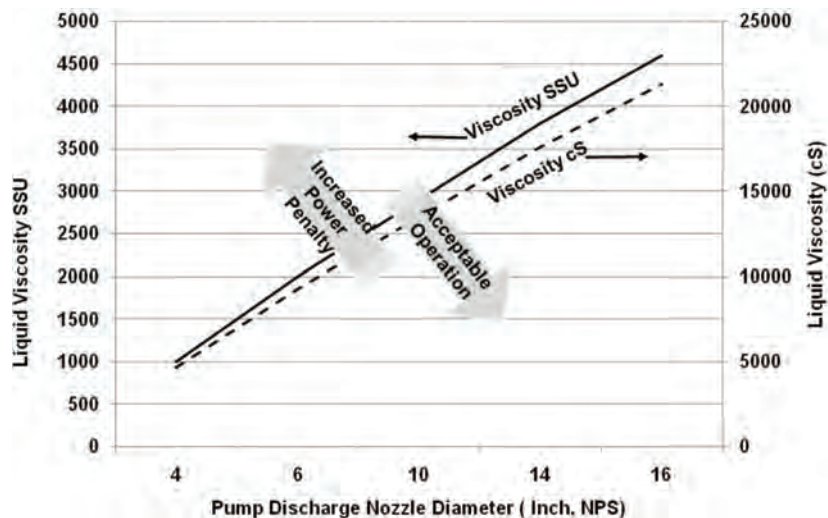 5000
4500
4000
3500
3000
2500
2000
1500
1000
500
0
Liquid Viscosity SSU
25000
20000
15000
10000
5000
0
Liquid Viscosity (cS)
Viscosity SSU
Viscosity cS
Increased
Power
Penalty
Acceptable
Operation
4 6 10 14 16
Pump Discharge Nozzle Diameter ( Inch, NPS)